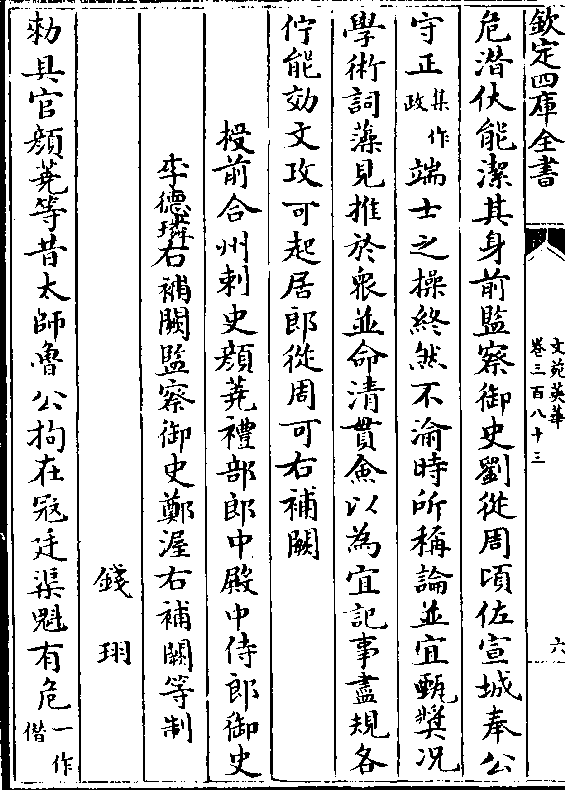 欽定四庫全書
文苑英華
卷三百八十三
六
危潜伏能潔其身前監察御史劉從周頃佐宣城奉公
守正集作政端士之操終然不渝時所稱論並宜甄奬况
學術詞藻見推於衆並命清貫僉以為宜記事盡規各
佇能効文攻可起居郎從周可右補闕
授前合州刺史顔蕘禮部郎中殿中侍郎御史
李德璘右補闕監察御史鄭渥右補闕等制
錢珝
勑具官顔蕘等昔太師魯公拘在冦廷渠魁有危一作僭